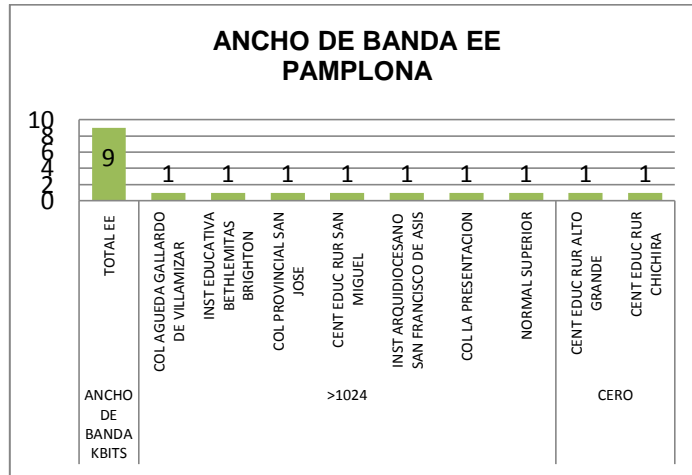 ANCHO DE BANDA EE
PAMPLONA
10
8
6
4
2
0
9
1
1
1
1
1
1
1
1
1
TOTAL EE
COL AGUEDA GALLARDO
DE VILLAMIZAR
INST EDUCATIVA
BETHLEMITAS
BRIGHTON
COL PROVINCIAL SAN
JOSE
CENT EDUC RUR SAN
MIGUEL
INST ARQUIDIOCESANO
SAN FRANCISCO DE ASIS
COL LA PRESENTACION
NORMAL SUPERIOR
CENT EDUC RUR ALTO
GRANDE
CENT EDUC RUR
CHICHIRA
ANCHO
DE
BANDA
KBITS
>1024
CERO